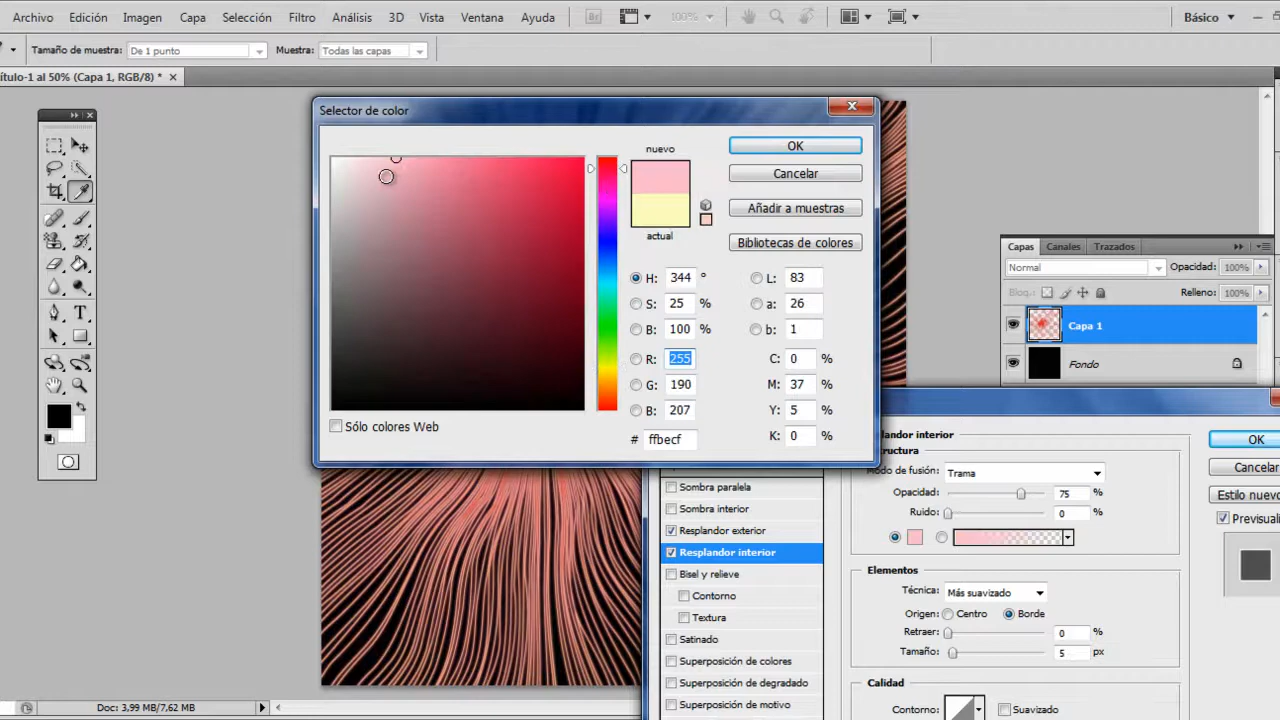 Archivo Edición Imagen Capa Selección Filtro Análisis 3D Vista Ventana Ayuda Br 100% Básico
Tamaño de muestra: De 1 punto Muestra: Todas las capas
ítulo-1 al 50% (Capa 1, RGB/8) *
Selector de color
nuevo
actual
OK
Cancelar
Añadir a muestras
Bibliotecas de colores
H: 344 ° L: 83
S: 25 % a: 26
B: 100 % b: 1
R: 255 C: 0 %
G: 190 M: 37 %
B: 207 Y: 5 %
# ffbecf K: 0 %
Sólo colores Web
Capas Canales Trazados
Normal Opacidad: 100%
Bloq.: Relleno: 100%
Capa 1
Fondo
Sombra paralela
Sombra interior
Resplandor exterior
Resplandor interior
Bisel y relieve
Contorno
Textura
Satinado
Superposición de colores
Superposición de degradado
Superposición de motivo
landor interior
structura
Modo de fusión: Trama
Opacidad: 75 %
Ruido: 0 %
Elementos
Técnica: Más suavizado
Origen: Centro Borde
Retraer: 0 %
Tamaño: 5 px
Calidad
Contorno: Suavizado
OK
Cancelar
Estilo nuevo
Previsualiz
Doc: 3,99 MB/7,62 MB